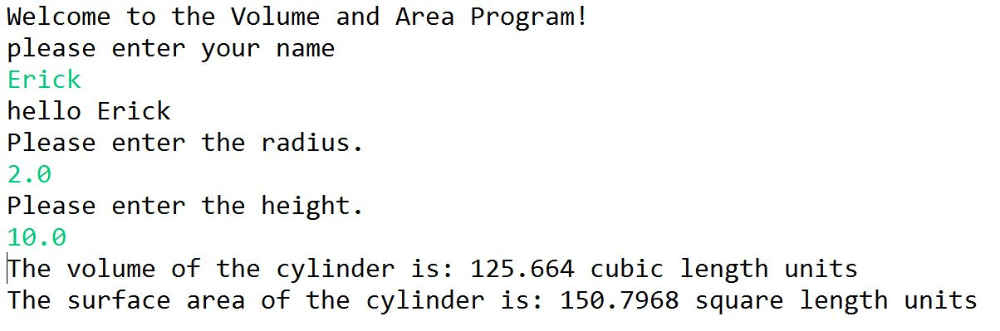 Welcome to the Volume and Area Program!
please enter your name
Erick
hello Erick
Please enter the radius.
2.0
Please enter the height.
10.0
The volume of the cylinder is: 125.664 cubic length units
The surface area of the cylinder is: 150.7968 square length units